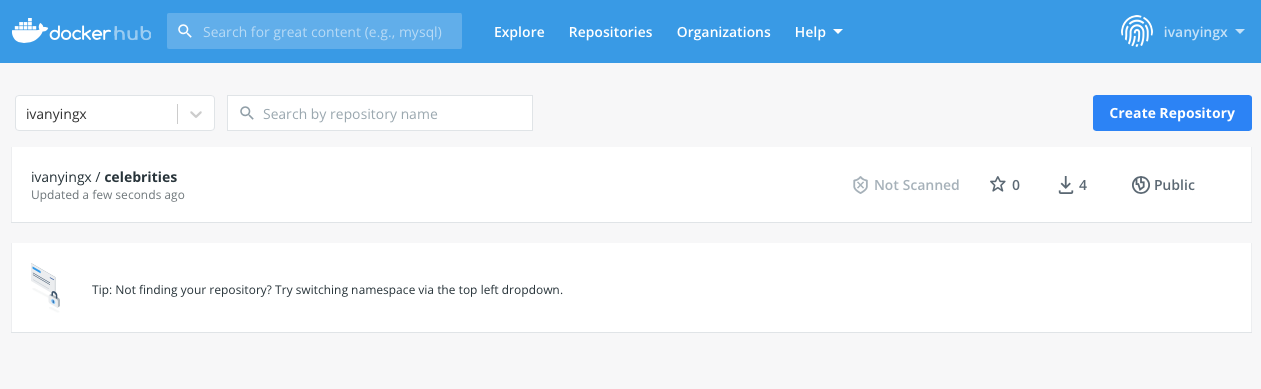 docker hub Search for great content (e.g., mysql) Explore Repositories Organizations Help ivanyingx
ivanyingx Search by repository name Create Repository
ivanyingx / celebrities
Updated a few seconds ago
Not Scanned 0 4 Public
Tip: Not finding your repository? Try switching namespace via the top left dropdown.